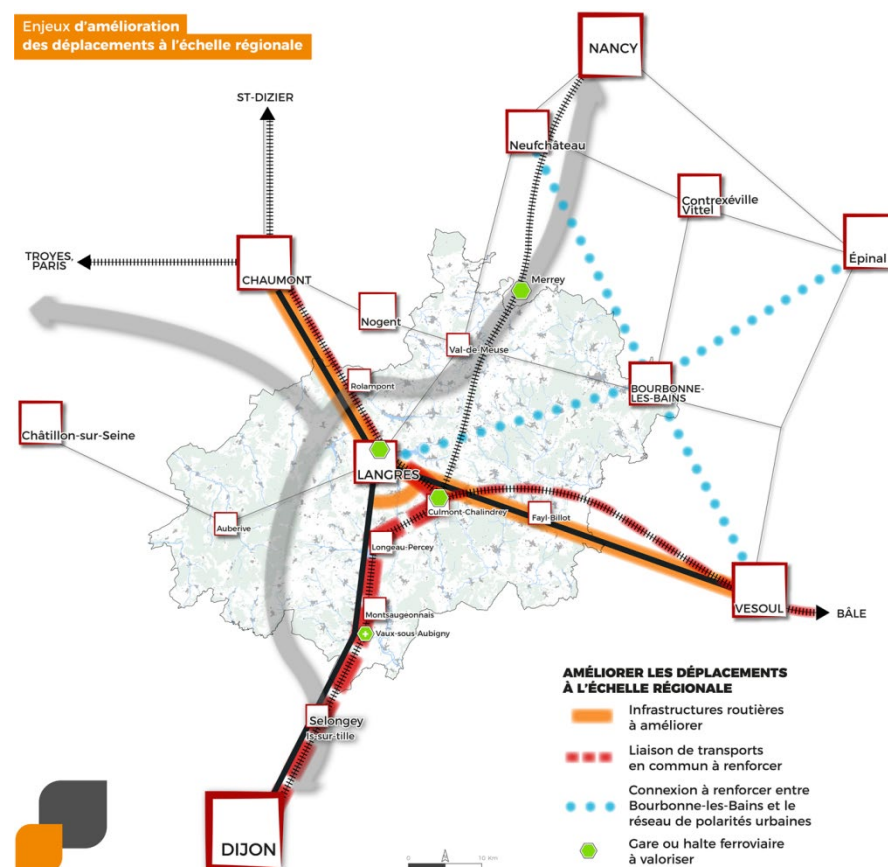 Enjeux d'amélioration
des déplacements à l'échelle régionale
NANCY
ST-DIZIER
Neufchâteau
Contrexéville
Vittel
Épinal
TROYES,
PARIS
CHAUMONT
Merrey
Nogent
Val-de-Meuse
Rolampont
BOURBONNE-
LES-BAINS
Châtillon-sur-Seine
LANGRES
Culmont-Chalindrey
Fayl-Billot
Auberive
Longeau-Percey
VESOUL
BÂLE
Montsaugeonnais
Vaux-sous-Aubigny
Selongey
Is-sur-tille
DIJON
AMÉLIORER LES DÉPLACEMENTS
À L'ÉCHELLE RÉGIONALE
Infrastructures routières
à améliorer
Liaison de transports
en commun à renforcer
Connexion à renforcer entre
Bourbonne-les-Bains et le
réseau de polarités urbaines
Gare ou halte ferroviaire
à valoriser
0 10 Km